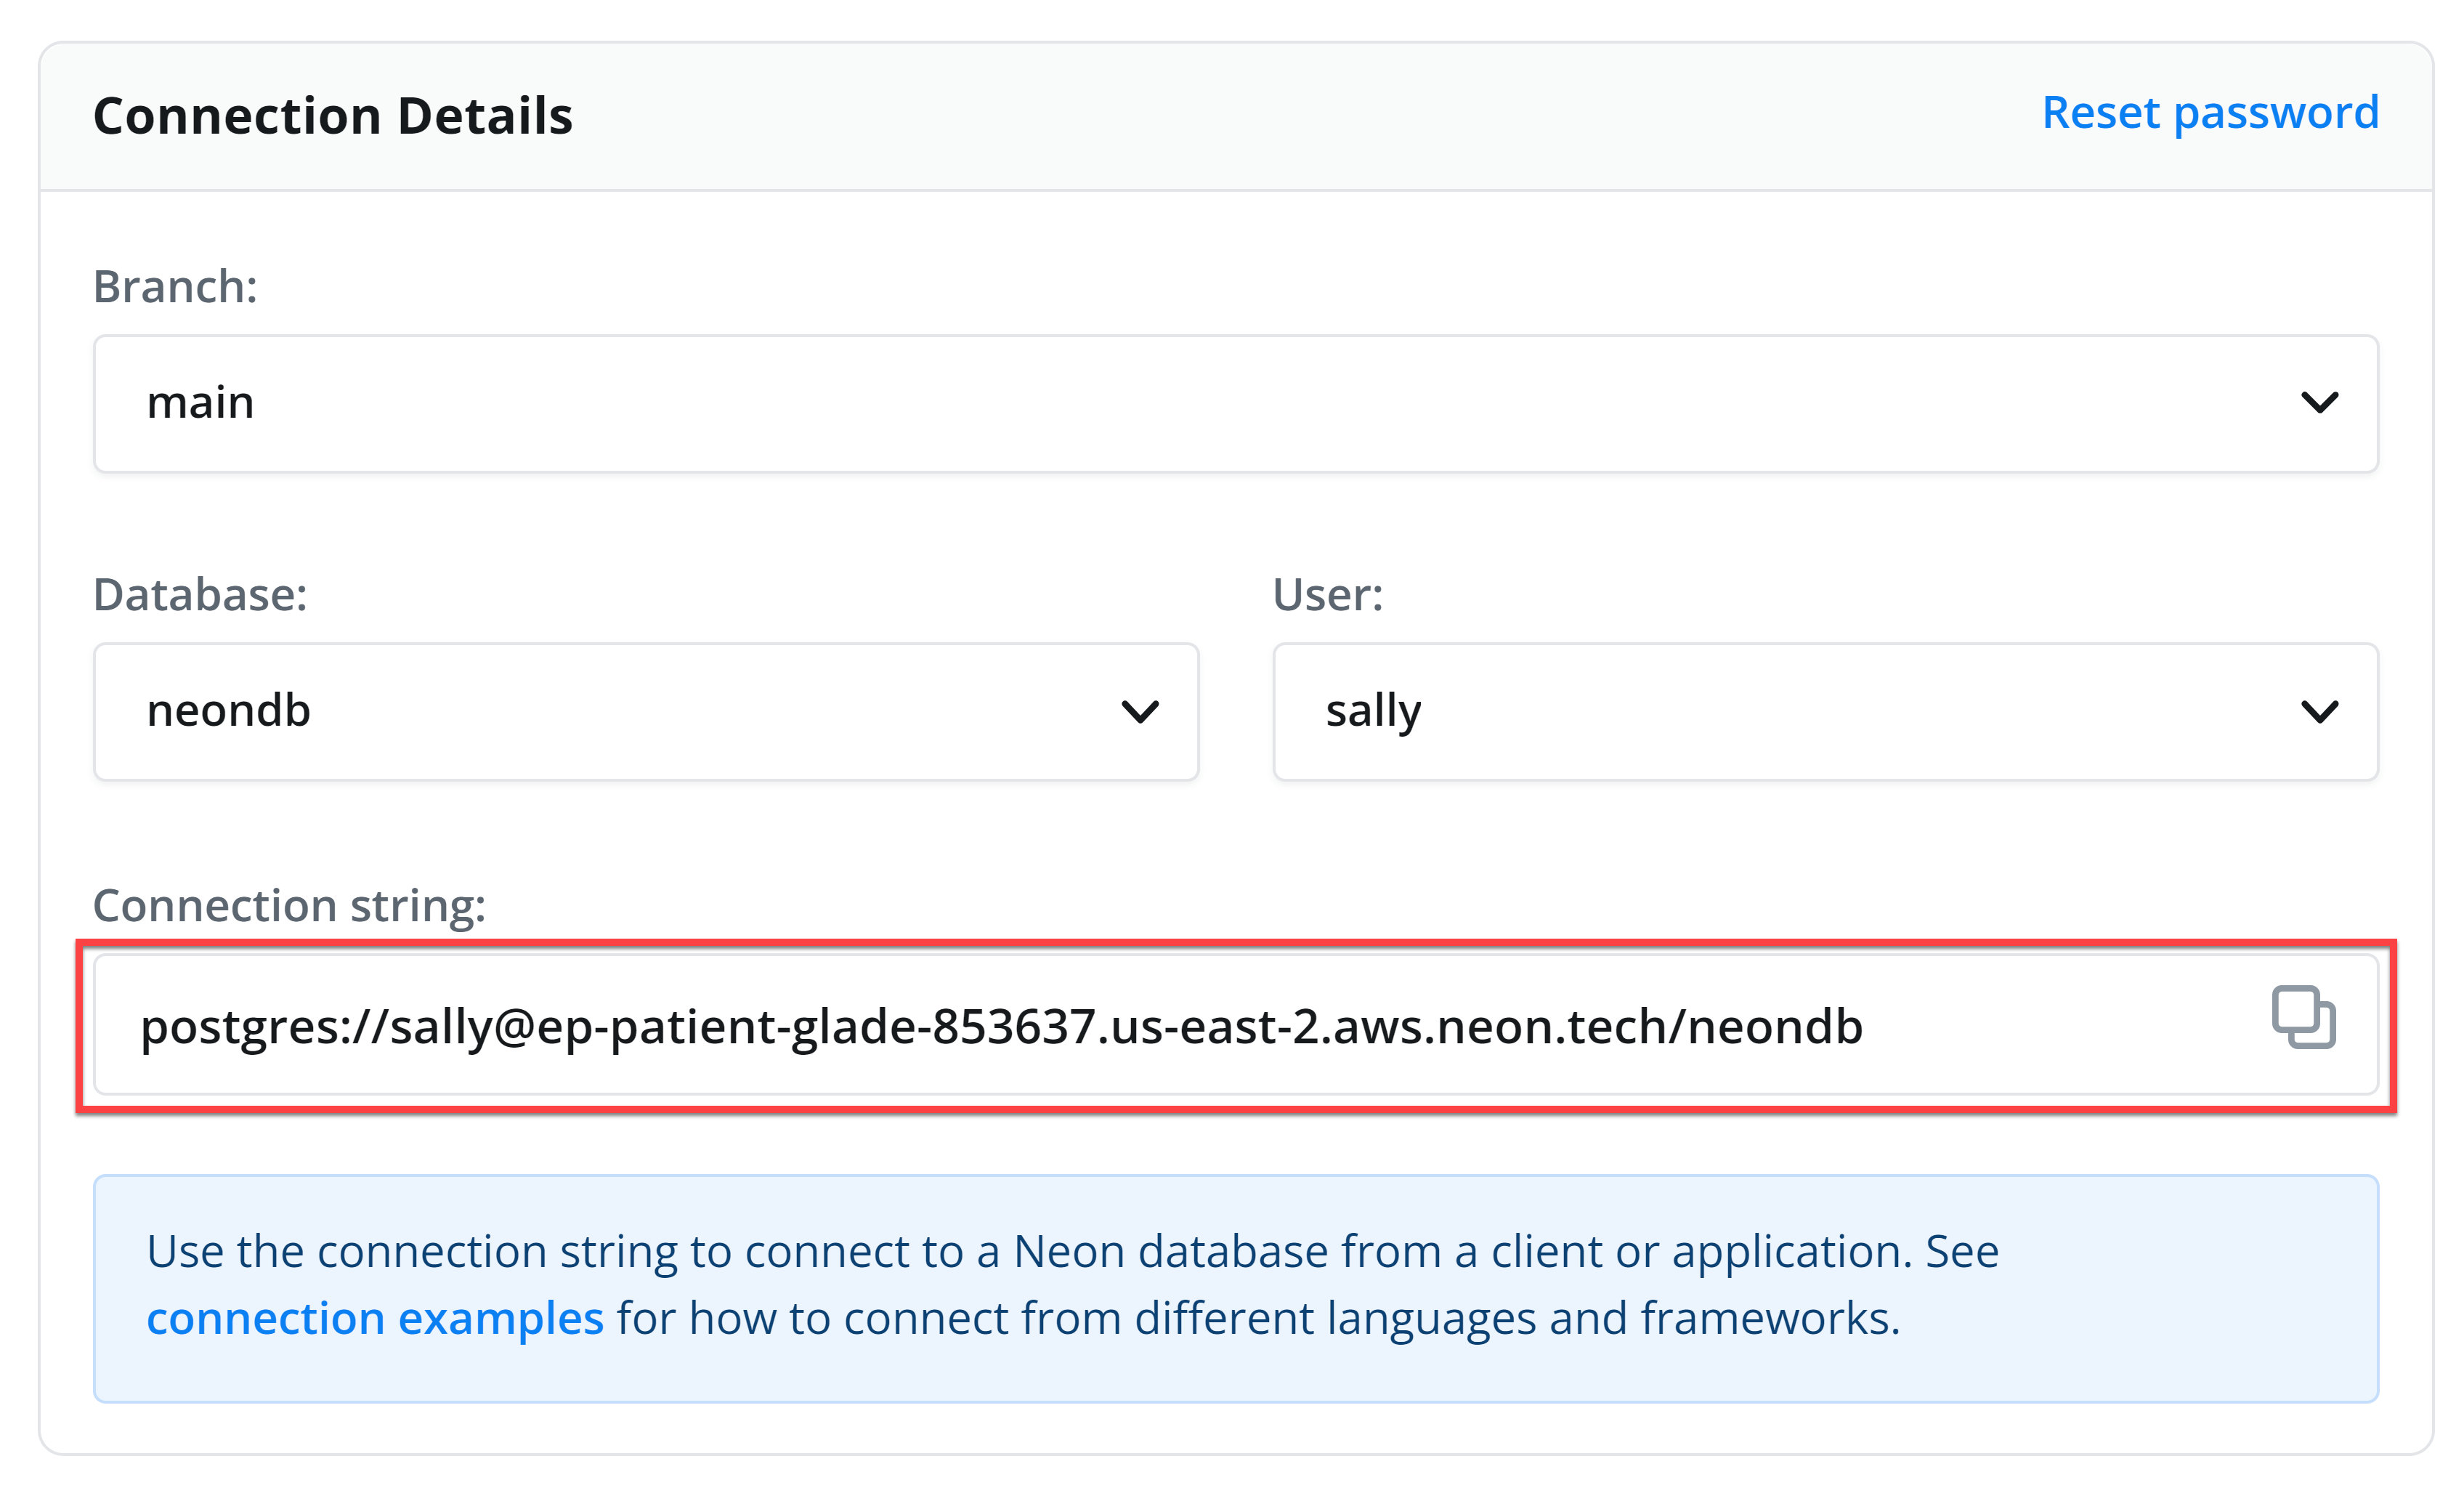 Connection Details
Reset password
Branch:
main
Database:
User:
neondb
sally
Connection string:
postgres://sally@ep-patient-glade-853637.us-east-2.aws.neon.tech/neondb
Use the connection string to connect to a Neon database from a client or application. See
connection examples for how to connect from different languages and frameworks.